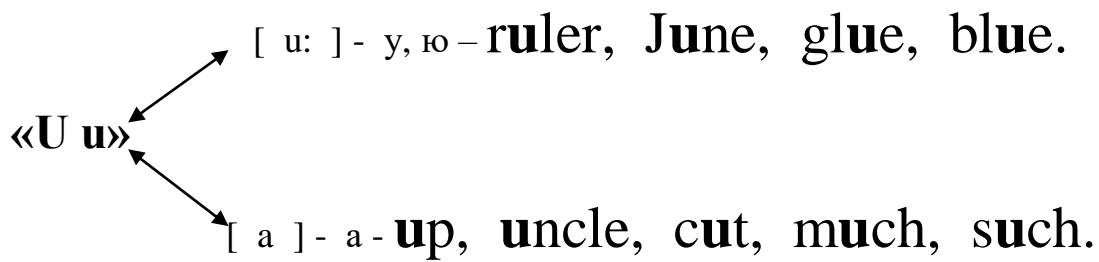 [ u: ] - у, ю – ruler, June, glue, blue.
«U u»
[ a ] - а - up, uncle, cut, much, such.